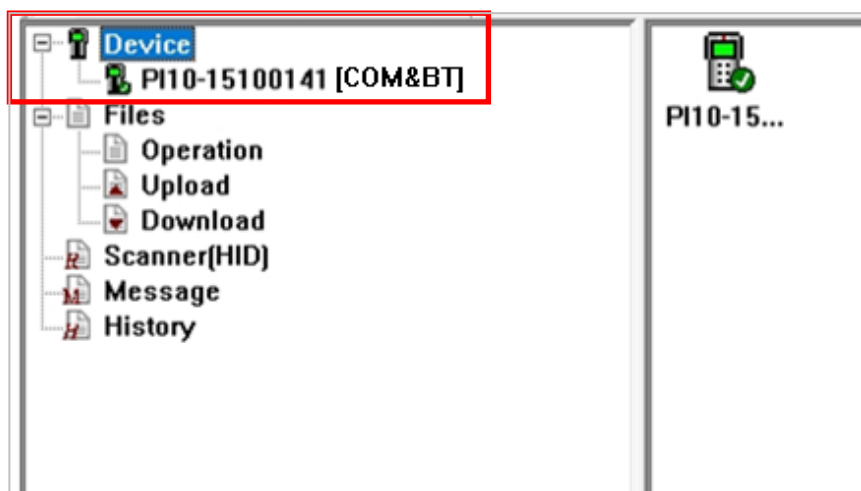 Device
PI10-15100141 [COM&BT]
Files
Operation
Upload
Download
Scanner(HID)
Message
History
PI10-15...